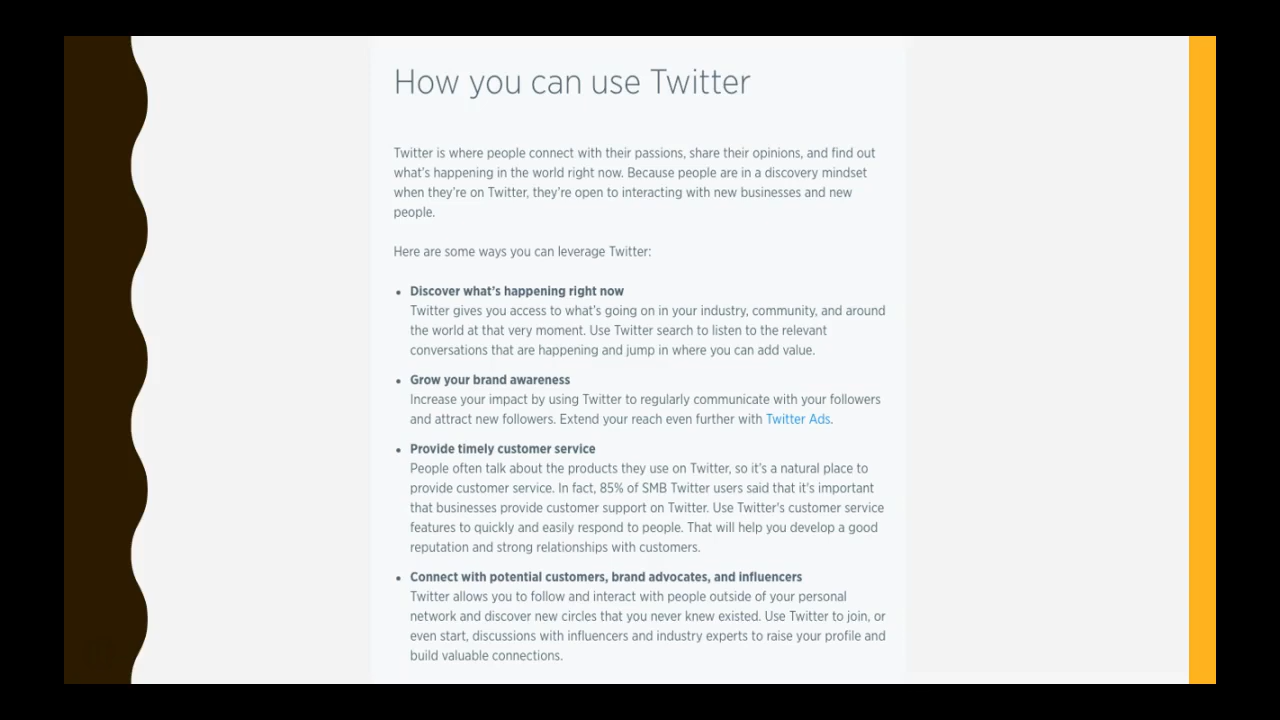 How you can use Twitter
Twitter is where people connect with their passions, share their opinions, and find out
what's happening in the world right now. Because people are in a discovery mindset
when they're on Twitter, they're open to interacting with new businesses and new
people.
Here are some ways you can leverage Twitter:
• Discover what's happening right now
Twitter gives you access to what's going on in your industry, community, and around
the world at that very moment. Use Twitter search to listen to the relevant
conversations that are happening and jump in where you can add value.
• Grow your brand awareness
Increase your impact by using Twitter to regularly communicate with your followers
and attract new followers. Extend your reach even further with Twitter Ads.
• Provide timely customer service
People often talk about the products they use on Twitter, so it's a natural place to
provide customer service. In fact, 85% of SMB Twitter users said that it's important
that businesses provide customer support on Twitter. Use Twitter's customer service
features to quickly and easily respond to people. That will help you develop a good
reputation and strong relationships with customers.
• Connect with potential customers, brand advocates, and influencers
Twitter allows you to follow and interact with people outside of your personal
network and discover new circles that you never knew existed. Use Twitter to join, or
even start, discussions with influencers and industry experts to raise your profile and
build valuable connections.